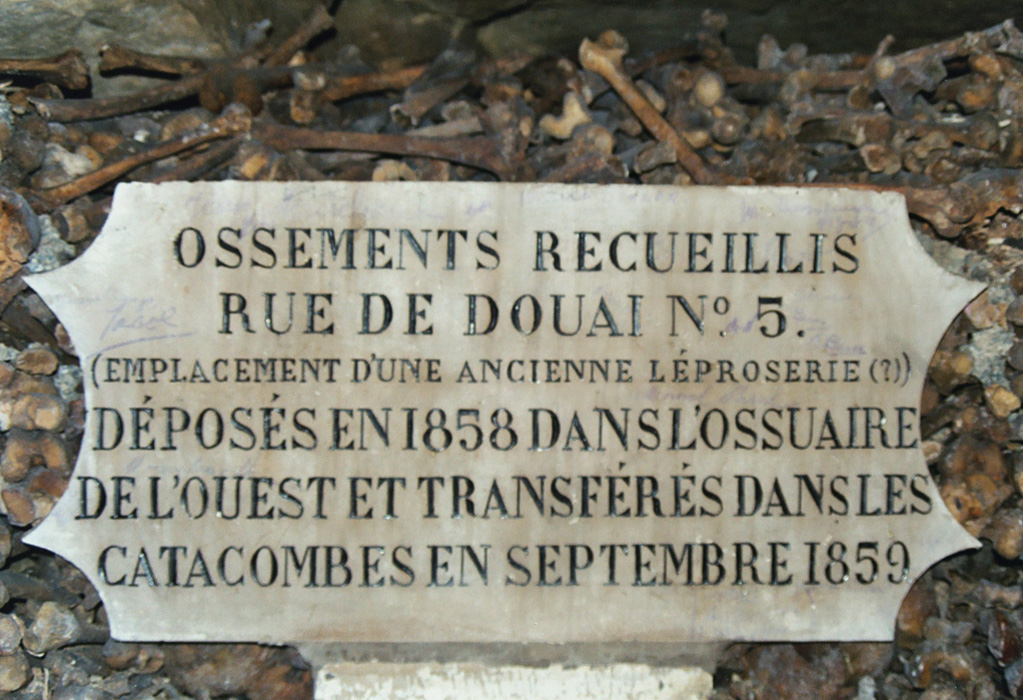 OSSEMENTS RECUEILLIS
RUE DE DOUAI Nº 5.
(EMPLACEMENT D'UNE ANCIENNE LÉPROSERIE (?))
DÉPOSÉS EN 1858 DANS L'OSSUAIRE
DE L'OUEST ET TRANSFÉRÉS DANS LES
CATACOMBES EN SEPTEMBRE 1859